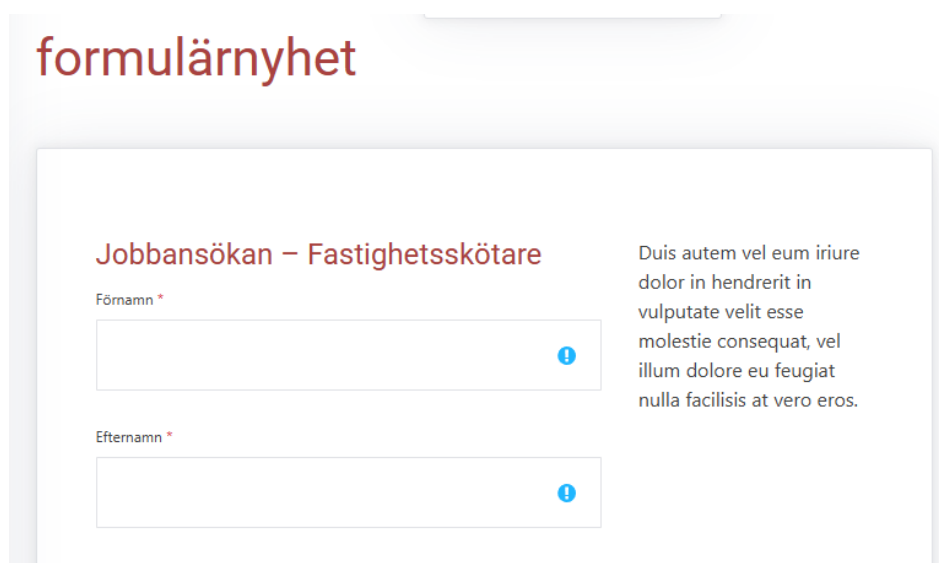 formulärnyhet
Jobbansökan – Fastighetsskötare
Förnamn *
Efternamn *
Duis autem vel eum iriure
dolor in hendrerit in
vulputate velit esse
molestie consequat, vel
illum dolore eu feugiat
nulla facilisis at vero eros.